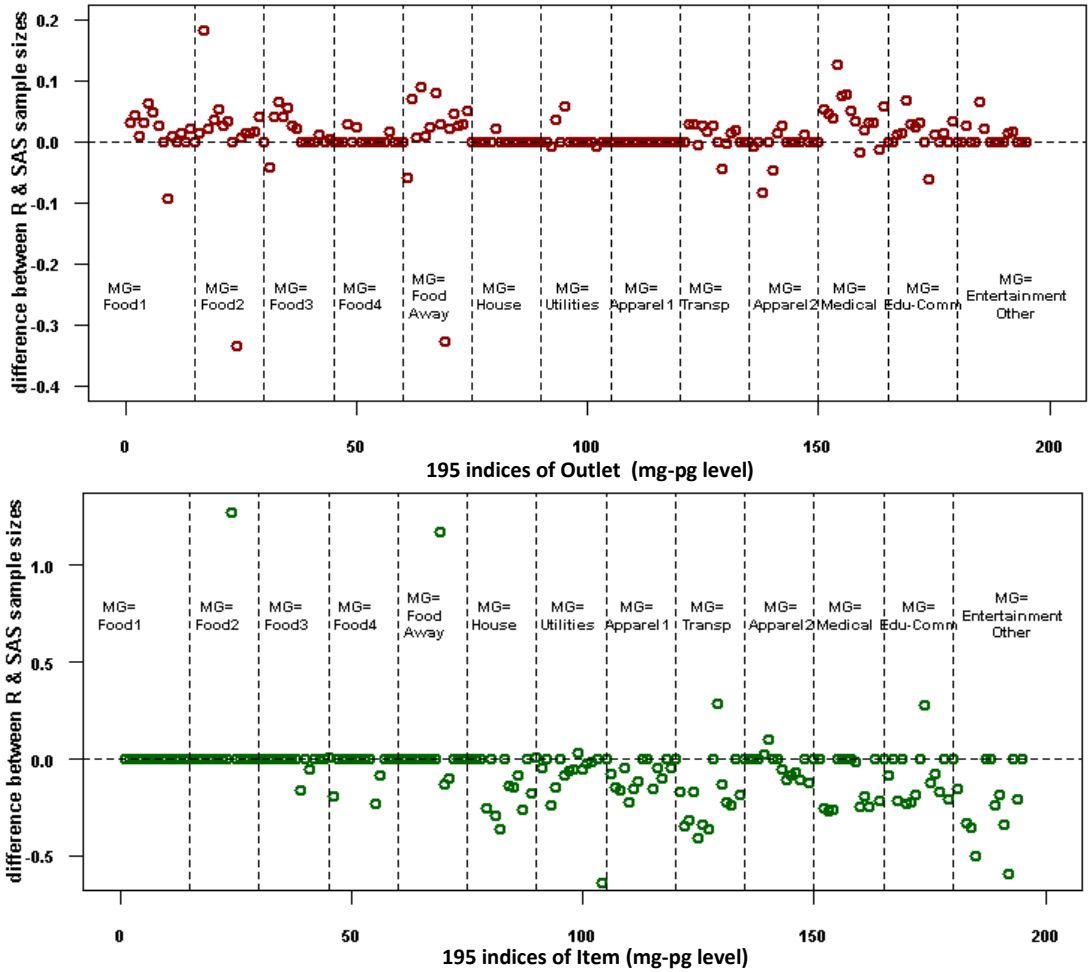 difference between R & SAS sample sizes
0.2
0.1
0.0
-0.1
-0.2
-0.3
-0.4
MG=
Food1
MG=
Food2
MG=
Food3
MG=
Food4
MG=
Food
Away
MG=
House
MG=
Utilities
MG=
Apparel1
MG=
Transp
MG=
Apparel2
MG=
Medical
MG=
Edu-Comm
MG=
Entertainment
Other
0 50 100 150 200
195 indices of Outlet (mg-pg level)
difference between R & SAS sample sizes
1.0
0.5
0.0
-0.5
MG=
Food1
MG=
Food2
MG=
Food3
MG=
Food4
MG=
Food
Away
MG=
House
MG=
Utilities
MG=
Apparel1
MG=
Transp
MG=
Apparel2
MG=
Medical
MG=
Edu-Comm
MG=
Entertainment
Other
0 50 100 150 200
195 indices of Item (mg-pg level)